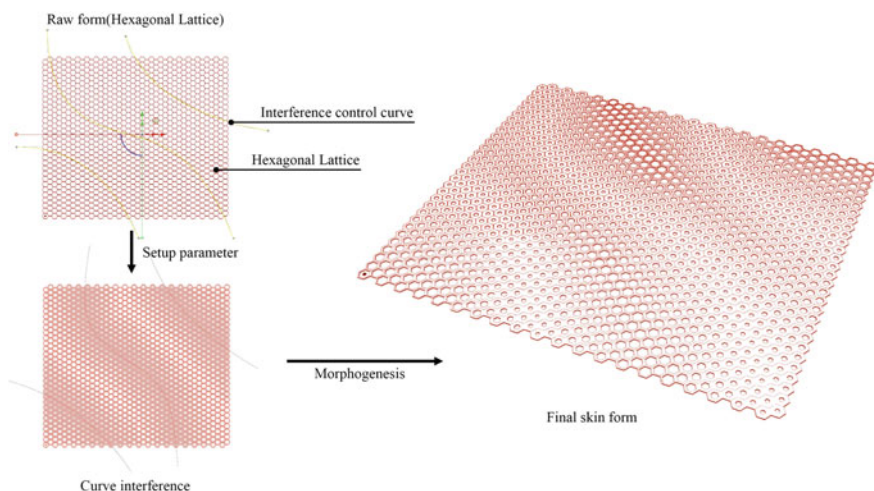 Raw form(Hexagonal Lattice)
Interference control curve
Hexagonal Lattice
Setup parameter
Morphogenesis
Final skin form
Curve interference